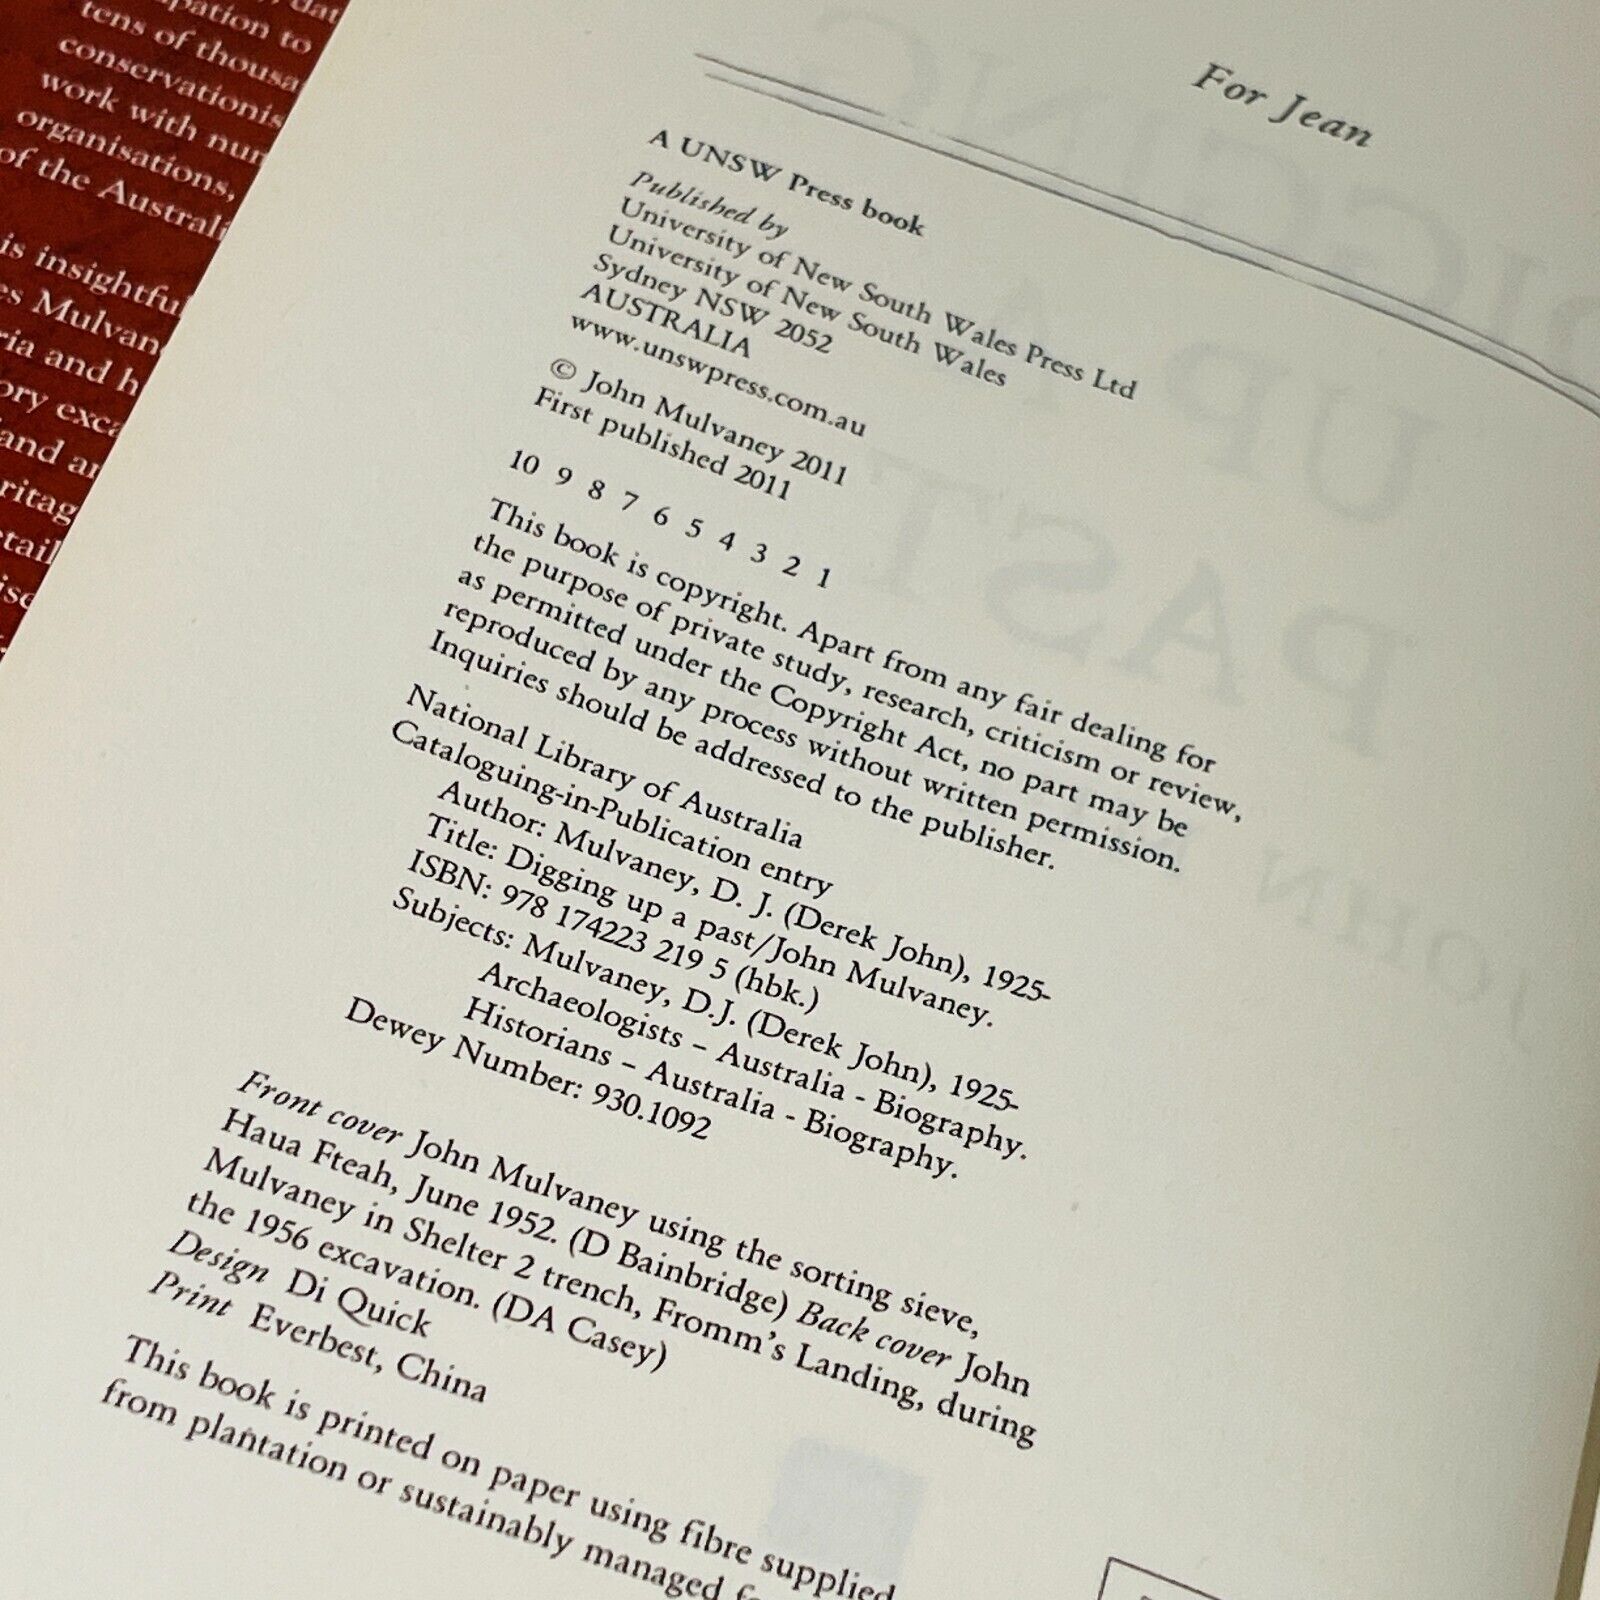 pation to
tens of thousa
conservationis
work with nur
organisations,
of the Australi
is insightful
es Mulvan
ria and h
ory exca
and ar
ritag
etail
ise
For Jean
A UNSW Press book
Published by
University of New South Wales Press Ltd
University of New South Wales
Sydney NSW 2052
AUSTRALIA
www.unswpress.com.au
© John Mulvaney 2011
First published 2011
10 9 8 7 6 5 4 3 2 1
This book is copyright. Apart from any fair dealing for
the purpose of private study, research, criticism or review,
as permitted under the Copyright Act, no part may be
reproduced by any process without written permission.
Inquiries should be addressed to the publisher.
National Library of Australia
Cataloguing-in-Publication entry
Author: Mulvaney, D. J. (Derek John), 1925-
Title: Digging up a past/John Mulvaney.
ISBN: 978 174223 219 5 (hbk.)
Subjects: Mulvaney, D.J. (Derek John), 1925-
Archaeologists – Australia - Biography.
Historians – Australia - Biography.
Dewey Number: 930.1092
Front cover John Mulvaney using the sorting sieve,
Haua Fteah, June 1952. (D Bainbridge) Back cover John
Mulvaney in Shelter 2 trench, Fromm's Landing, during
the 1956 excavation. (DA Casey)
Design Di Quick
Print Everbest, China
This book is printed on paper using fibre supplied
from plantation or sustainably managed